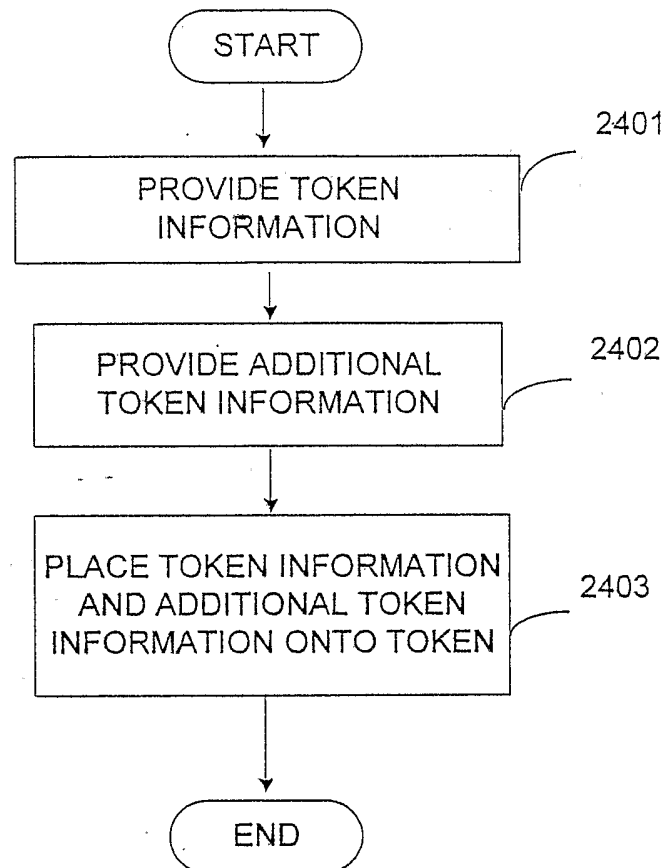 START
2401
PROVIDE TOKEN
INFORMATION
2402
PROVIDE ADDITIONAL
TOKEN INFORMATION
2403
PLACE TOKEN INFORMATION
AND ADDITIONAL TOKEN
INFORMATION ONTO TOKEN
END